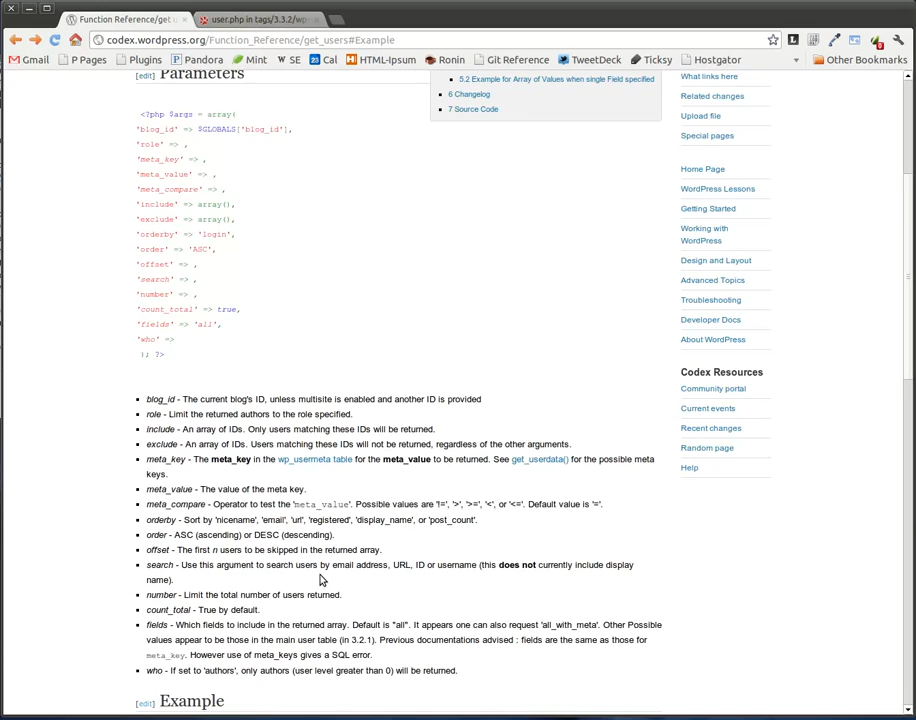 Function Reference/get u
user.php in tags/3.3.2/wp-
codex.wordpress.org/Function_Reference/get_users#Example
Gmail P Pages Plugins Pandora Mint SE Cal HTML-Ipsum Ronin Git Reference TweetDeck Ticksy Hostgator Other Bookmarks
[edit] Parameters
5.2 Example for Array of Values when single Field specified
6 Changelog
7 Source Code
<?php $args = array(
'blog_id' => $GLOBALS['blog_id'],
'role' => ,
'meta_key' => ,
'meta_value' => ,
'meta_compare' => ,
'include' => array(),
'exclude' => array(),
'orderby' => 'login',
'order' => 'ASC',
'offset' => ,
'search' => ,
'number' => ,
'count_total' => true,
'fields' => 'all',
'who' =>
); ?>
blog_id - The current blog's ID, unless multisite is enabled and another ID is provided
role - Limit the returned authors to the role specified.
include - An array of IDs. Only users matching these IDs will be returned.
exclude - An array of IDs. Users matching these IDs will not be returned, regardless of the other arguments.
meta_key - The meta_key in the wp_usermeta table for the meta_value to be returned. See get_userdata() for the possible meta
keys.
meta_value - The value of the meta key.
meta_compare - Operator to test the 'meta_value'. Possible values are '!=', '>', '>=', '<', or '<='. Default value is '='.
orderby - Sort by 'nicename', 'email', 'url', 'registered', 'display_name', or 'post_count'.
order - ASC (ascending) or DESC (descending).
offset - The first n users to be skipped in the returned array.
search - Use this argument to search users by email address, URL, ID or username (this does not currently include display
name).
number - Limit the total number of users returned.
count_total - True by default.
fields - Which fields to include in the returned array. Default is "all". It appears one can also request 'all_with_meta'. Other Possible
values appear to be those in the main user table (in 3.2.1). Previous documentations advised : fields are the same as those for
meta_key. However use of meta_keys gives a SQL error.
who - If set to 'authors', only authors (user level greater than 0) will be returned.
[edit] Example
What links here
Related changes
Upload file
Special pages
Home Page
WordPress Lessons
Getting Started
Working with
WordPress
Design and Layout
Advanced Topics
Troubleshooting
Developer Docs
About WordPress
Codex Resources
Community portal
Current events
Recent changes
Random page
Help